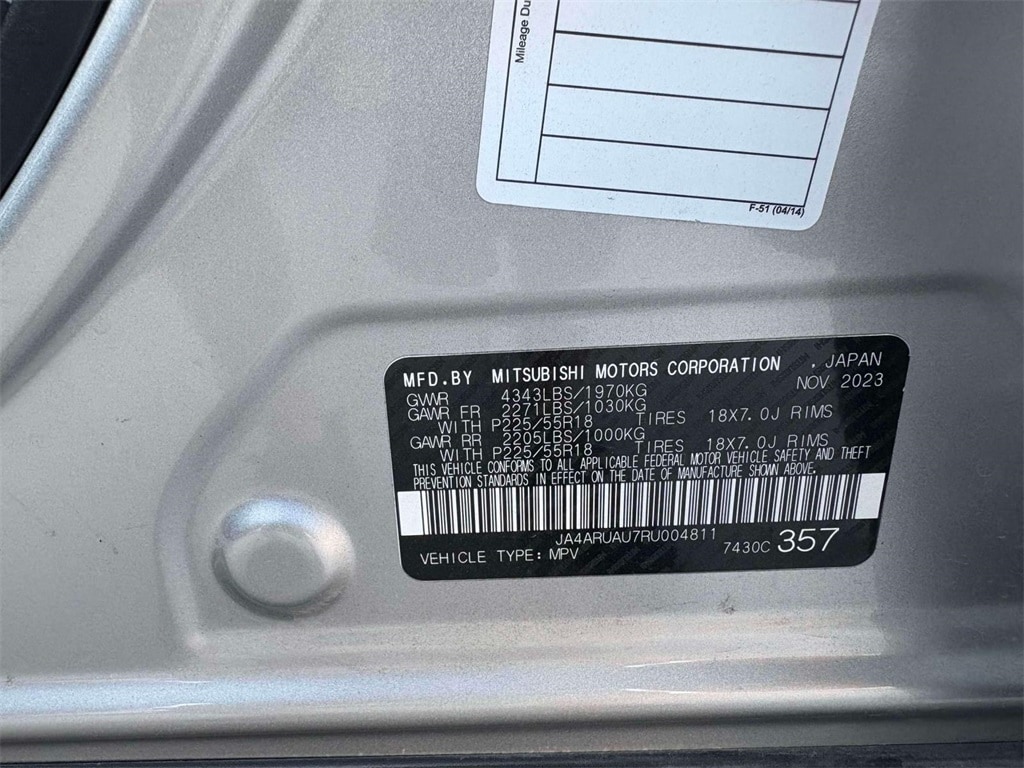 Mileage Du
F-51 (04/14)
MFD.BY MITSUBISHI MOTORS CORPORATION . JAPAN
NOV 2023
GVWR 4343LBS/1970KG
GAWR FR 2271LBS/1030KG
WITH P225/55R18 TIRES 18X7.0J RIMS
GAWR RR 2205LBS/1000KG
WITH P225/55R18 TIRES 18X7.0J RIMS
THIS VEHICLE CONFORMS TO ALL APPLICABLE FEDERAL MOTOR VEHICLE SAFETY AND THEFT
PREVENTION STANDARDS IN EFFECT ON THE DATE OF MANUFACTURE SHOWN ABOVE.
JA4ARUAU7RU004811
VEHICLE TYPE: MPV 7430C 357